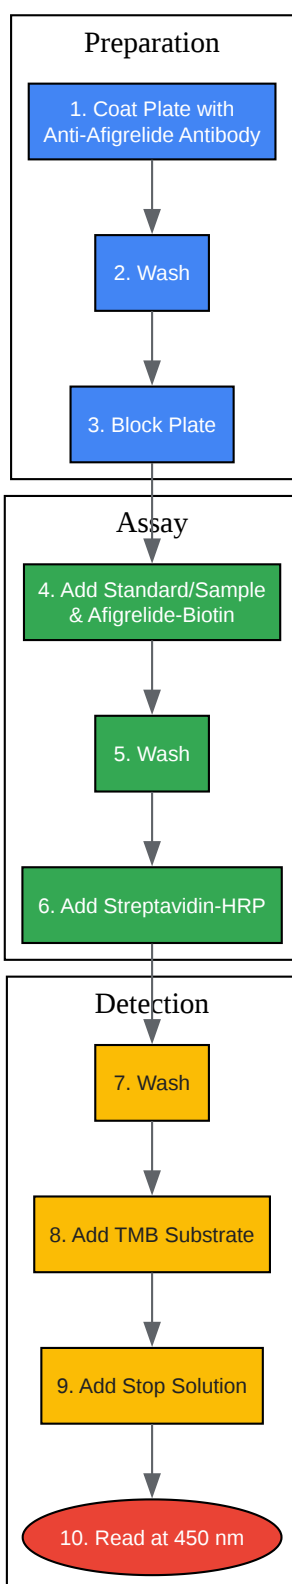 Preparation
1. Coat Plate with
Anti-Afigrelide Antibody
2. Wash
3. Block Plate
Assay
4. Add Standard/Sample
& Afigrelide-Biotin
5. Wash
6. Add Streptavidin-HRP
Detection
7. Wash
8. Add TMB Substrate
9. Add Stop Solution
10. Read at 450 nm